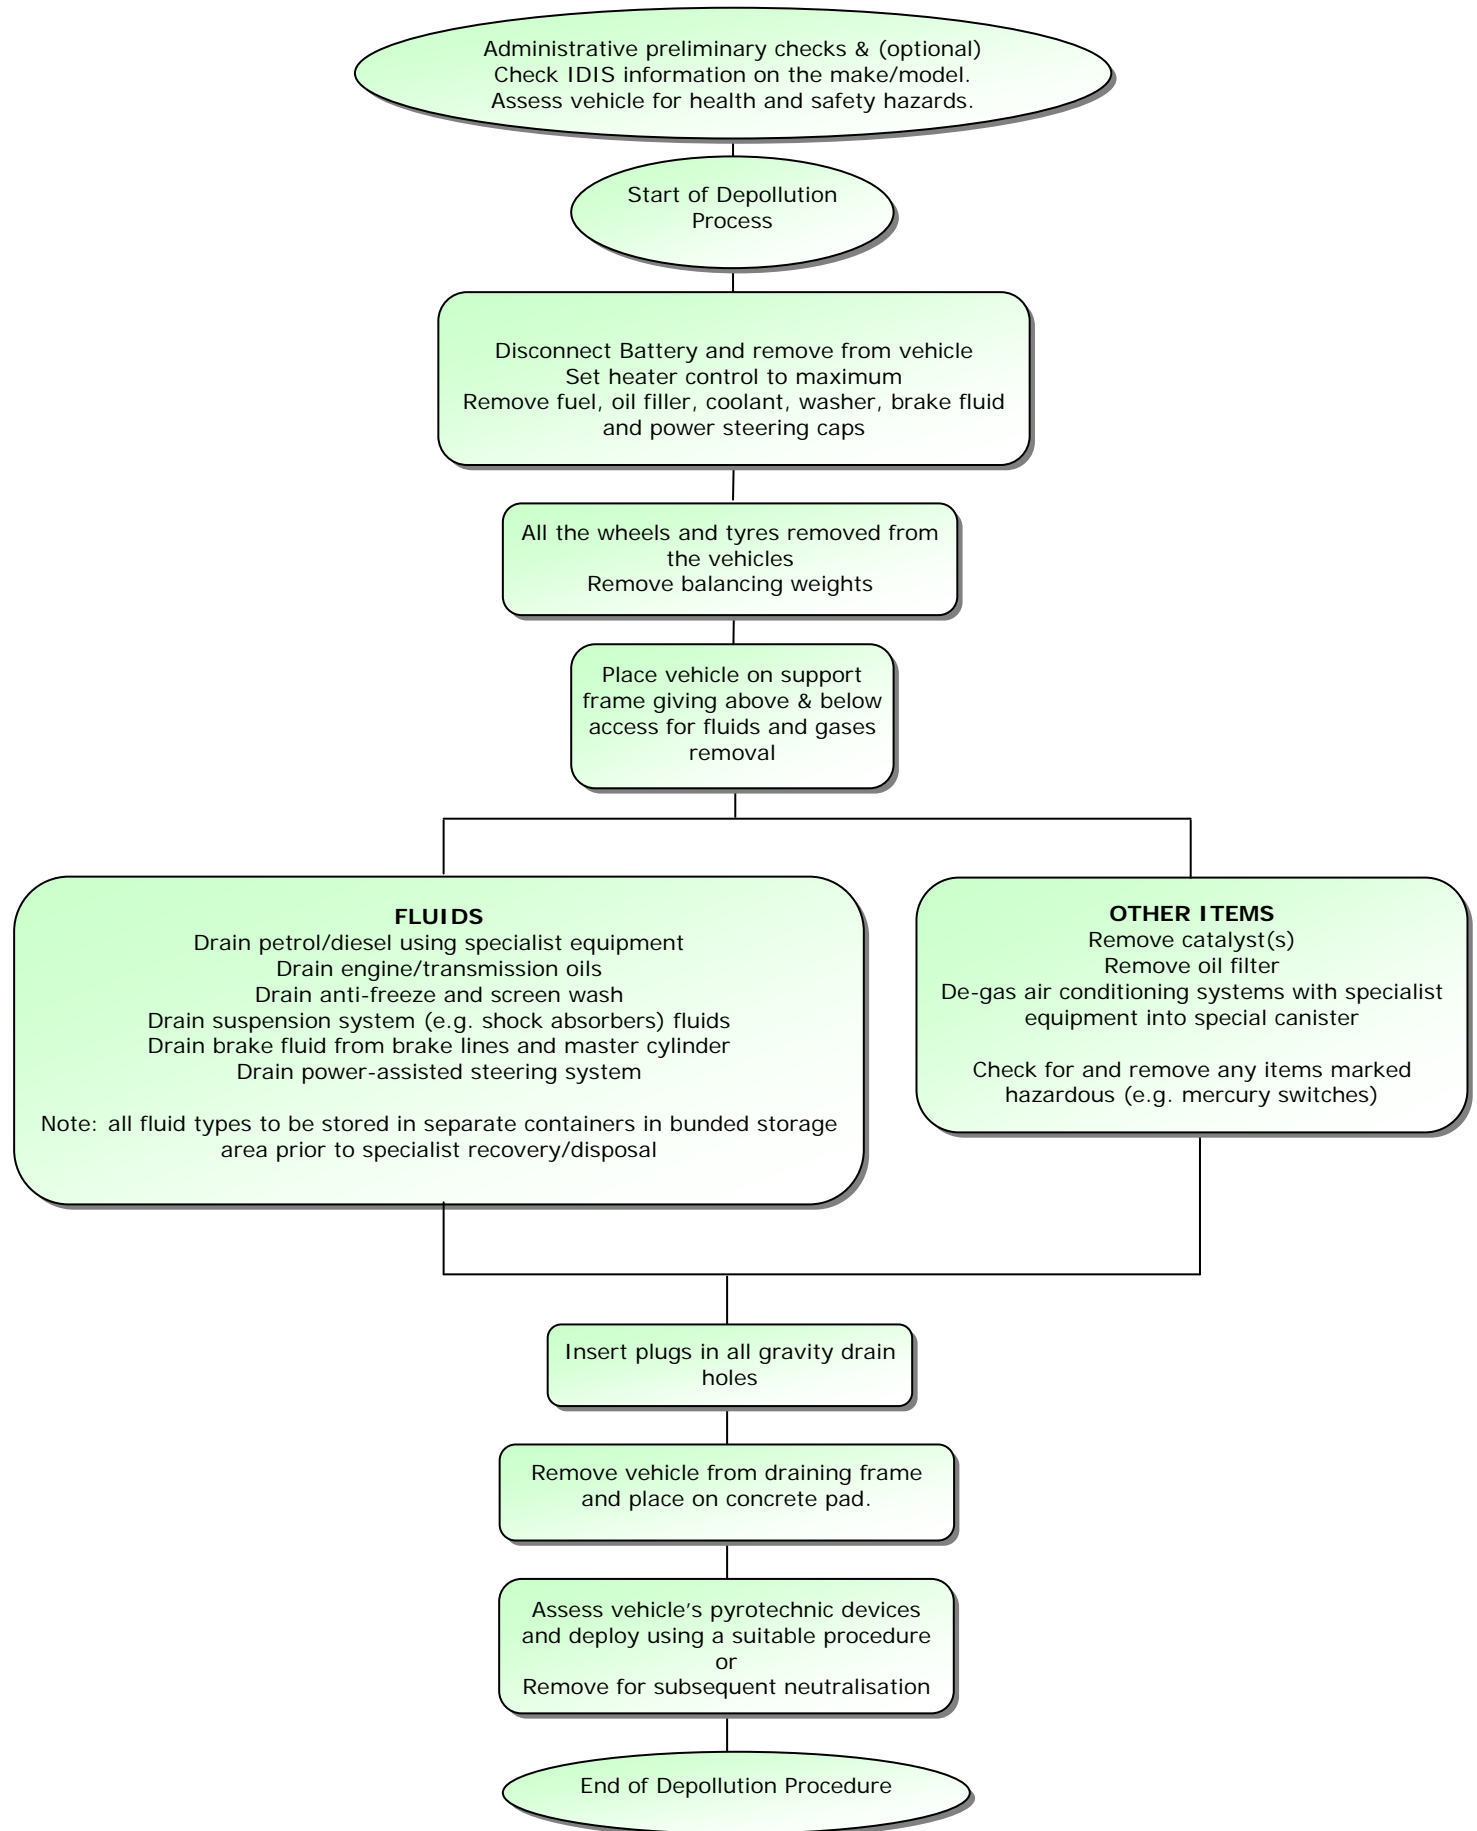 Administrative preliminary checks & (optional)
Check IDIS information on the make/model.
Assess vehicle for health and safety hazards.
Start of Depollution
Process
Disconnect Battery and remove from vehicle
Set heater control to maximum
Remove fuel, oil filler, coolant, washer, brake fluid
and power steering caps
All the wheels and tyres removed from
the vehicles
Remove balancing weights
Place vehicle on support
frame giving above & below
access for fluids and gases
removal
FLUIDS
Drain petrol/diesel using specialist equipment
Drain engine/transmission oils
Drain anti-freeze and screen wash
Drain suspension system (e.g. shock absorbers) fluids
Drain brake fluid from brake lines and master cylinder
Drain power-assisted steering system
Note: all fluid types to be stored in separate containers in bunded storage
area prior to specialist recovery/disposal
OTHER ITEMS
Remove catalyst(s)
Remove oil filter
De-gas air conditioning systems with specialist
equipment into special canister
Check for and remove any items marked
hazardous (e.g. mercury switches)
Insert plugs in all gravity drain
holes
Remove vehicle from draining frame
and place on concrete pad.
Assess vehicle’s pyrotechnic devices
and deploy using a suitable procedure
or
Remove for subsequent neutralisation
End of Depollution Procedure